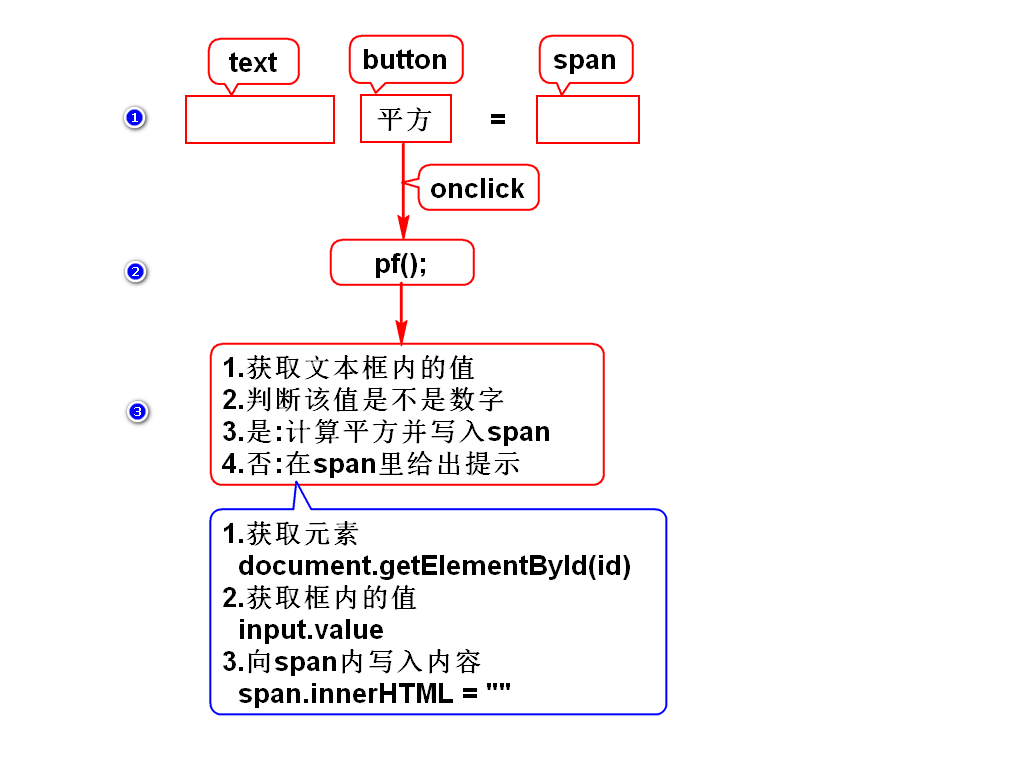 text
button
span
1
平方
=
onclick
2
pf();
3
1.获取文本框内的值
2.判断该值是不是数字
3.是:计算平方并写入span
4.否:在span里给出提示
1.获取元素
document.getElementById(id)
2.获取框内的值
input.value
3.向span内写入内容
span.innerHTML = ""